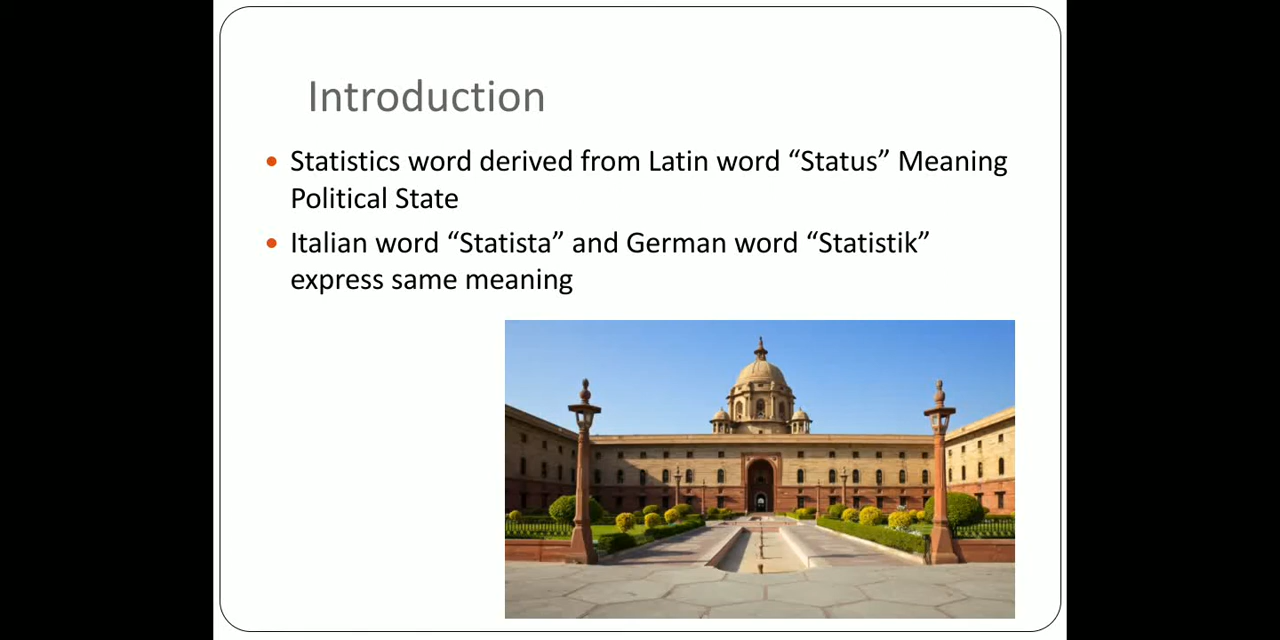 Introduction
• Statistics word derived from Latin word “Status” Meaning
Political State
• Italian word “Statista” and German word “Statistik”
express same meaning